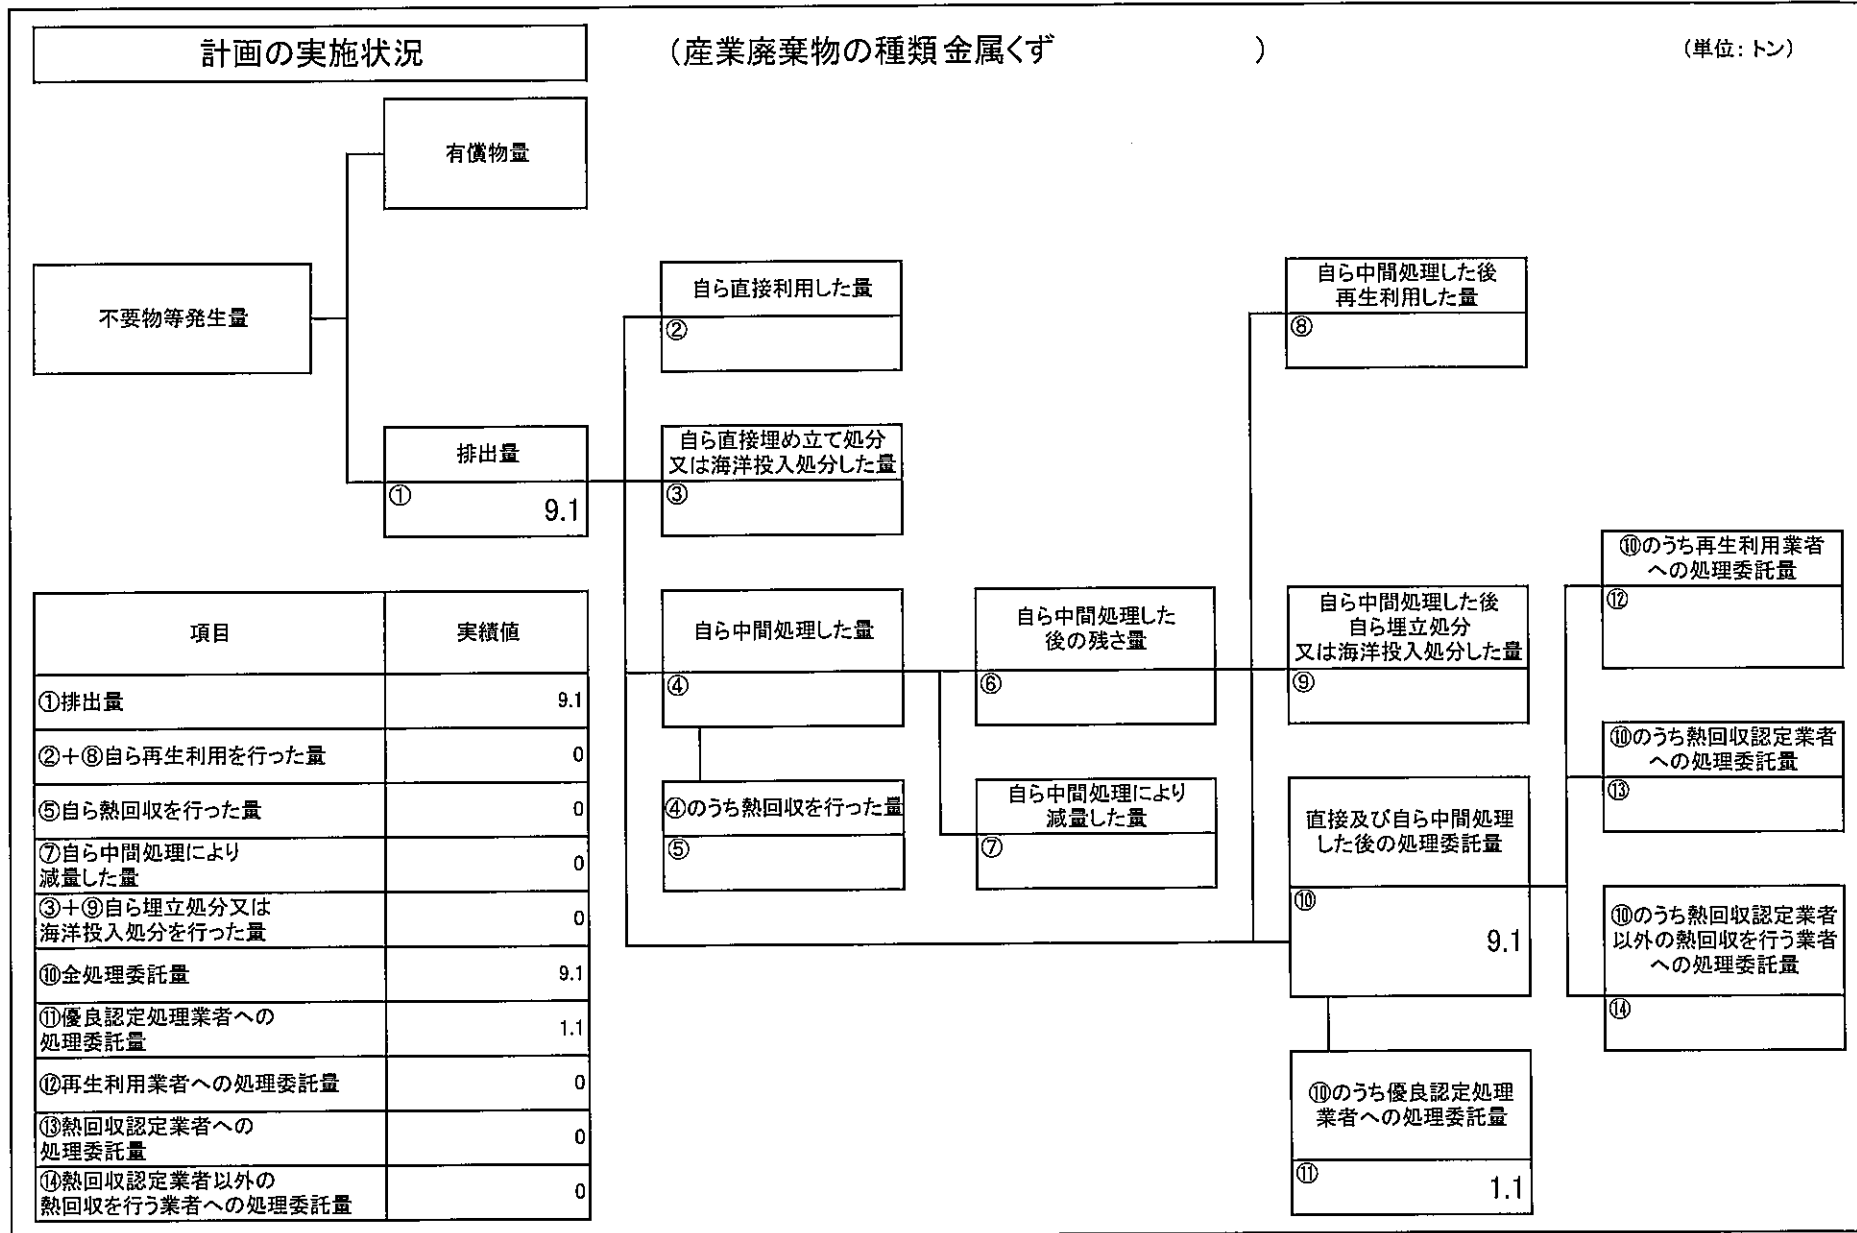 計画の実施状況
(産業廃棄物の種類 金属くず )
(単位: トン)
有償物量
不要物等発生量
排出量
① 9.1
自ら直接利用した量
②
自ら直接埋め立て処分
又は海洋投入処分した量
③
自ら中間処理した量
④
④のうち熱回収を行った量
⑤
自ら中間処理した
後の残さ量
⑥
自ら中間処理により
減量した量
⑦
自ら中間処理した後
再生利用した量
⑧
自ら中間処理した後
自ら埋立処分
又は海洋投入処分した量
⑨
直接及び自ら中間処理
した後の処理委託量
⑩ 9.1
⑩のうち優良認定処理
業者への処理委託量
⑪ 1.1
⑩のうち再生利用業者
への処理委託量
⑫
⑩のうち熱回収認定業者
への処理委託量
⑬
⑩のうち熱回収認定業者
以外の熱回収を行う業者
への処理委託量
⑭
項目 実績値
①排出量 9.1
②+⑧自ら再生利用を行った量 0
⑤自ら熱回収を行った量 0
⑦自ら中間処理により
減量した量 0
③+⑨自ら埋立処分又は
海洋投入処分を行った量 0
⑩全処理委託量 9.1
⑪優良認定処理業者への
処理委託量 1.1
⑫再生利用業者への処理委託量 0
⑬熱回収認定業者への
処理委託量 0
⑭熱回収認定業者以外の
熱回収を行う業者への処理委託量 0